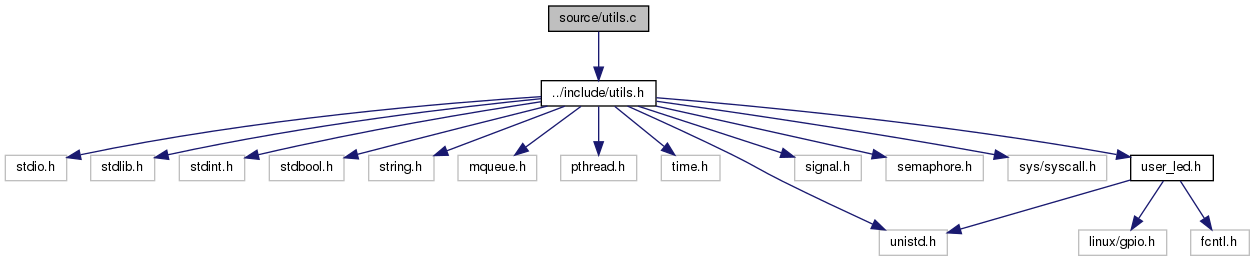 source/utils.c
../include/utils.h
stdio.h
stdlib.h
stdint.h
stdbool.h
string.h
mqueue.h
pthread.h
time.h
signal.h
semaphore.h
sys/syscall.h
user_led.h
unistd.h
linux/gpio.h
fcntl.h